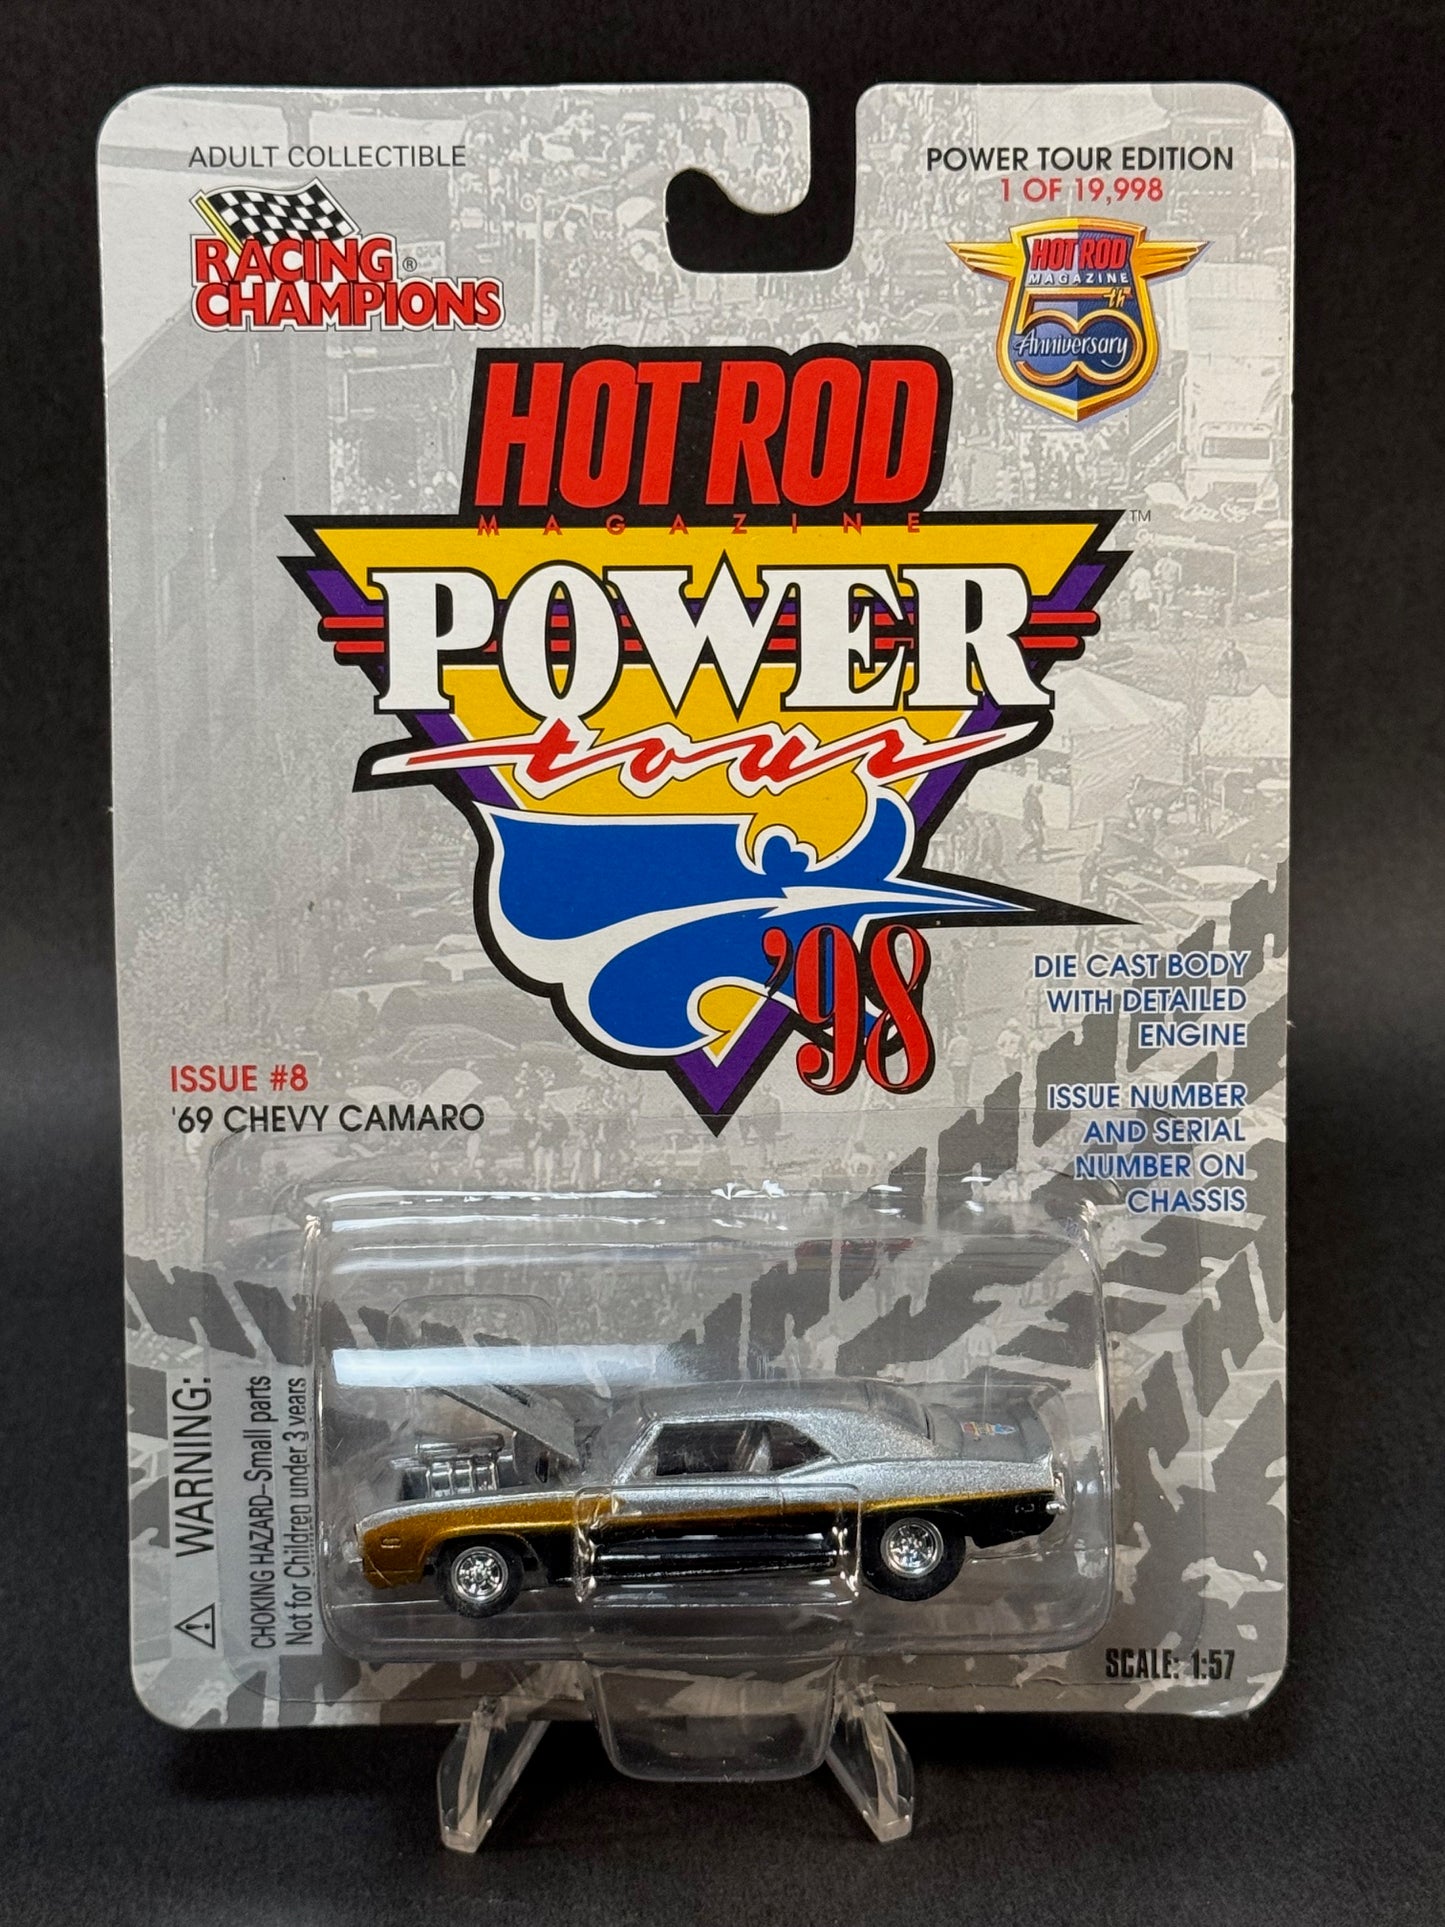 ADULT COLLECTIBLE
RACING®
CHAMPIONS
POWER TOUR EDITION
1 OF 19,998
HOT ROD
MAGAZINE
50th
Anniversary
HOT ROD
MAGAZINE
POWER
™
tour
'98
DIE CAST BODY
WITH DETAILED
ENGINE
ISSUE #8
'69 CHEVY CAMARO
ISSUE NUMBER
AND SERIAL
NUMBER ON
CHASSIS
WARNING:
CHOKING HAZARD–Small parts
Not for Children under 3 years
SCALE: 1:57